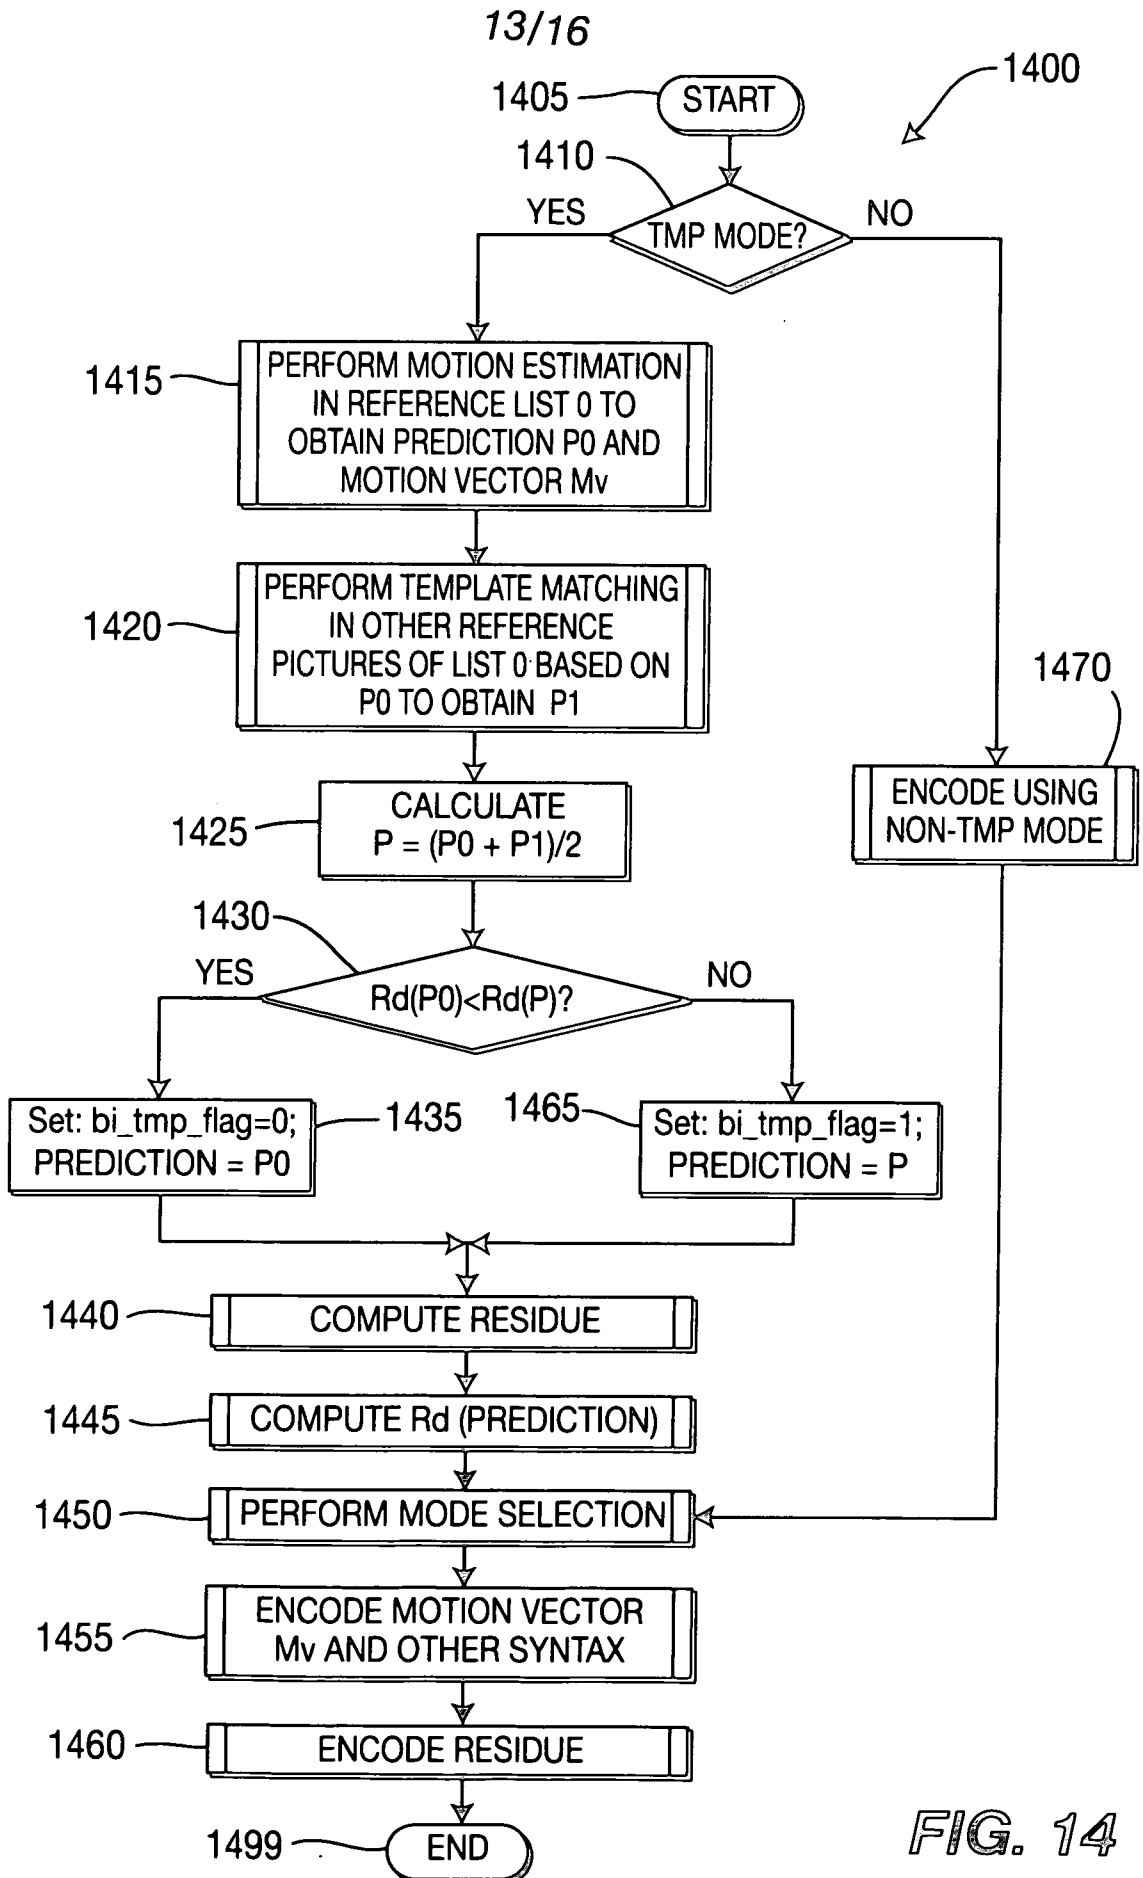 13/16
1400
1405
START
1410
YES
TMP MODE?
NO
1415
PERFORM MOTION ESTIMATION
IN REFERENCE LIST 0 TO
OBTAIN PREDICTION P0 AND
MOTION VECTOR Mv
1420
PERFORM TEMPLATE MATCHING
IN OTHER REFERENCE
PICTURES OF LIST 0 BASED ON
P0 TO OBTAIN P1
1470
ENCODE USING
NON-TMP MODE
1425
CALCULATE
P = (P0 + P1)/2
1430
YES
Rd(P0)<Rd(P)?
NO
Set: bi_tmp_flag=0;
PREDICTION = P0
1435
1465
Set: bi_tmp_flag=1;
PREDICTION = P
1440
COMPUTE RESIDUE
1445
COMPUTE Rd (PREDICTION)
1450
PERFORM MODE SELECTION
1455
ENCODE MOTION VECTOR
Mv AND OTHER SYNTAX
1460
ENCODE RESIDUE
1499
END
FIG. 14